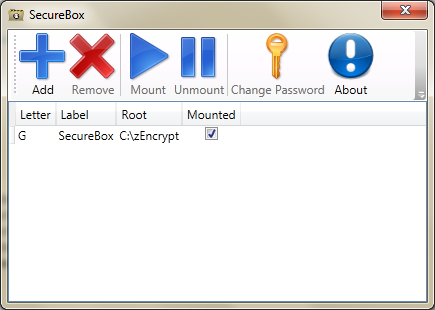 SecureBox
Add Remove Mount Unmount Change Password About
Letter Label Root Mounted
G SecureBox C:\zEncrypt